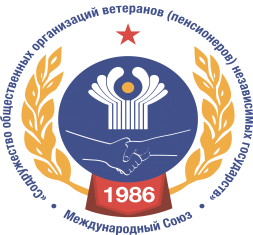 «Содружество общественных организаций ветеранов (пенсионеров) независимых государств»
1986
• Международный Союз •